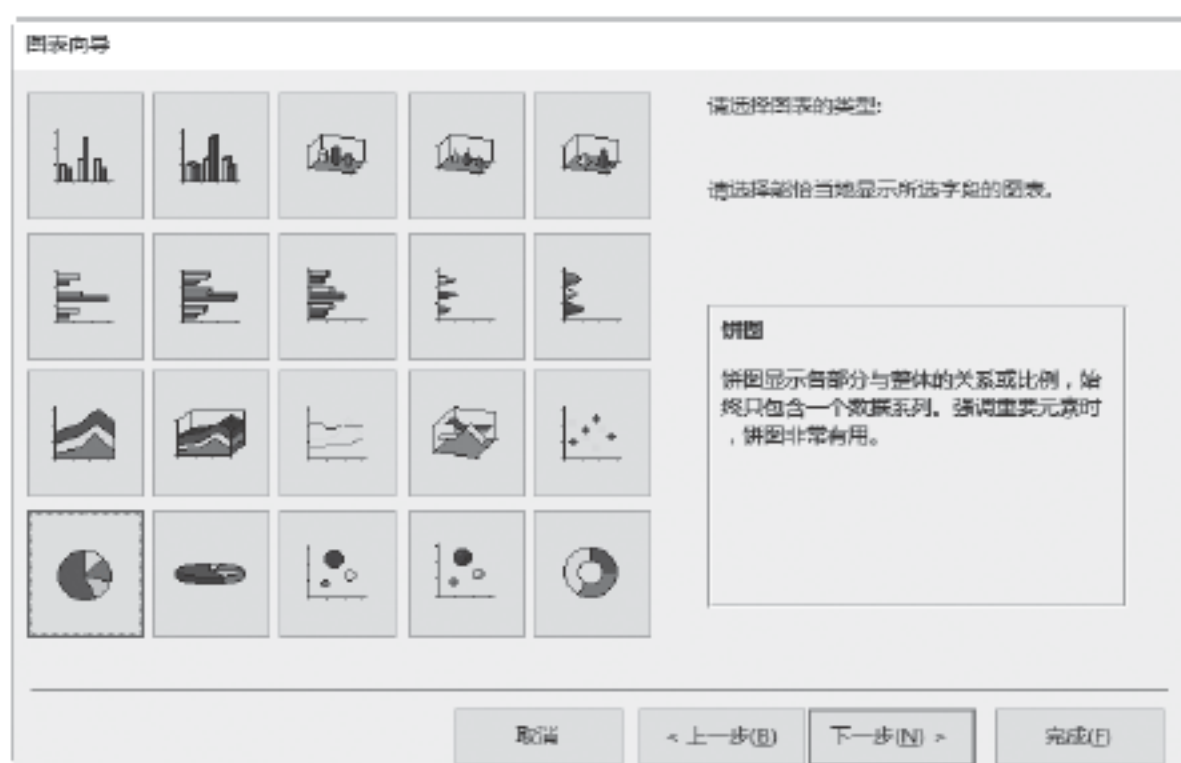 图表向导
请选择图表的类型:
请选择能恰当地显示所选字段的图表。
饼图
饼图显示各部分与整体的关系或比例，始
终只包含一个数据系列。强调重要元素时
，饼图非常有用。
取消
< 上一步(B)
下一步(N) >
完成(F)